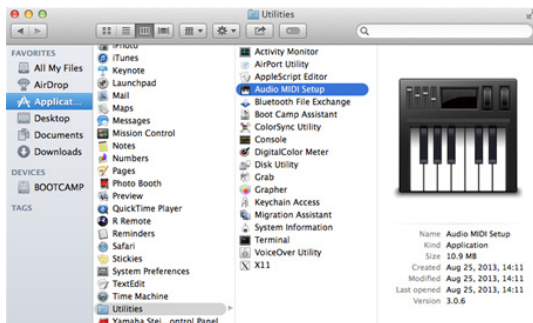 Utilities
FAVORITES
All My Files
AirDrop
Applicat...
Desktop
Documents
Downloads
DEVICES
BOOTCAMP
TAGS
iPhoto
iTunes
Keynote
Launchpad
Mail
Maps
Messages
Mission Control
Notes
Numbers
Pages
Photo Booth
Preview
QuickTime Player
R Remote
Reminders
Safari
Stickies
System Preferences
TextEdit
Time Machine
Utilities
Yamaha Stei...ontrol Panel
Activity Monitor
AirPort Utility
AppleScript Editor
Audio MIDI Setup
Bluetooth File Exchange
Boot Camp Assistant
ColorSync Utility
Console
DigitalColor Meter
Disk Utility
Grab
Grapher
Keychain Access
Migration Assistant
System Information
Terminal
VoiceOver Utility
X11
Name Audio MIDI Setup
Kind Application
Size 10.9 MB
Created Aug 25, 2013, 14:11
Modified Aug 25, 2013, 14:11
Last opened Aug 25, 2013, 14:11
Version 3.0.6